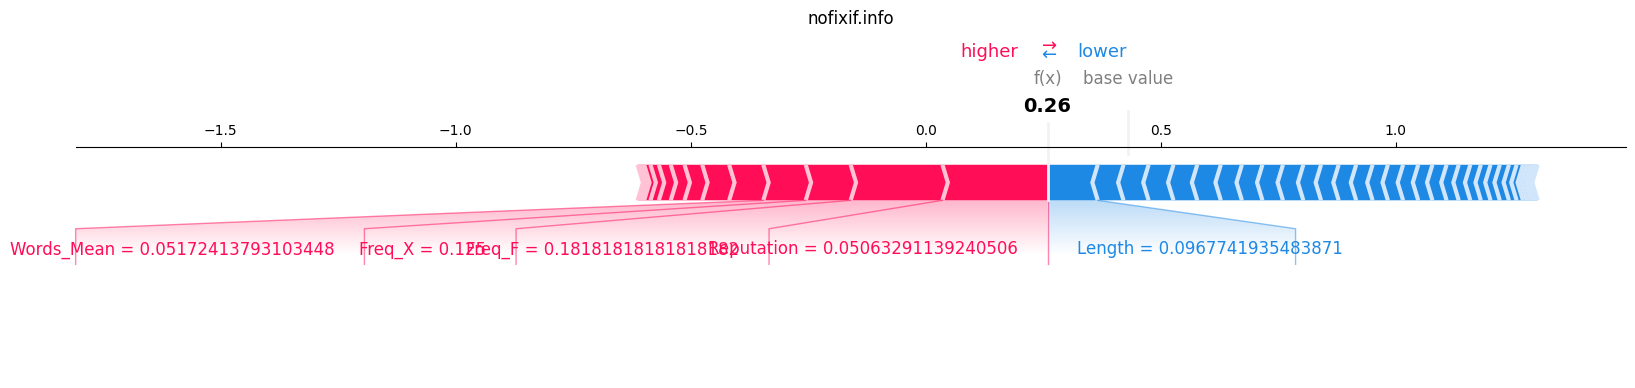 nofixif.info
higher → lower
←
f(x) base value
0.26
−1.5 −1.0 −0.5 0.0 0.5 1.0
Words_Mean = 0.05172413793103448 Freq_X = 0.125 Freq_F = 0.18181818181818182 Reputation = 0.05063291139240506 Length = 0.0967741935483871